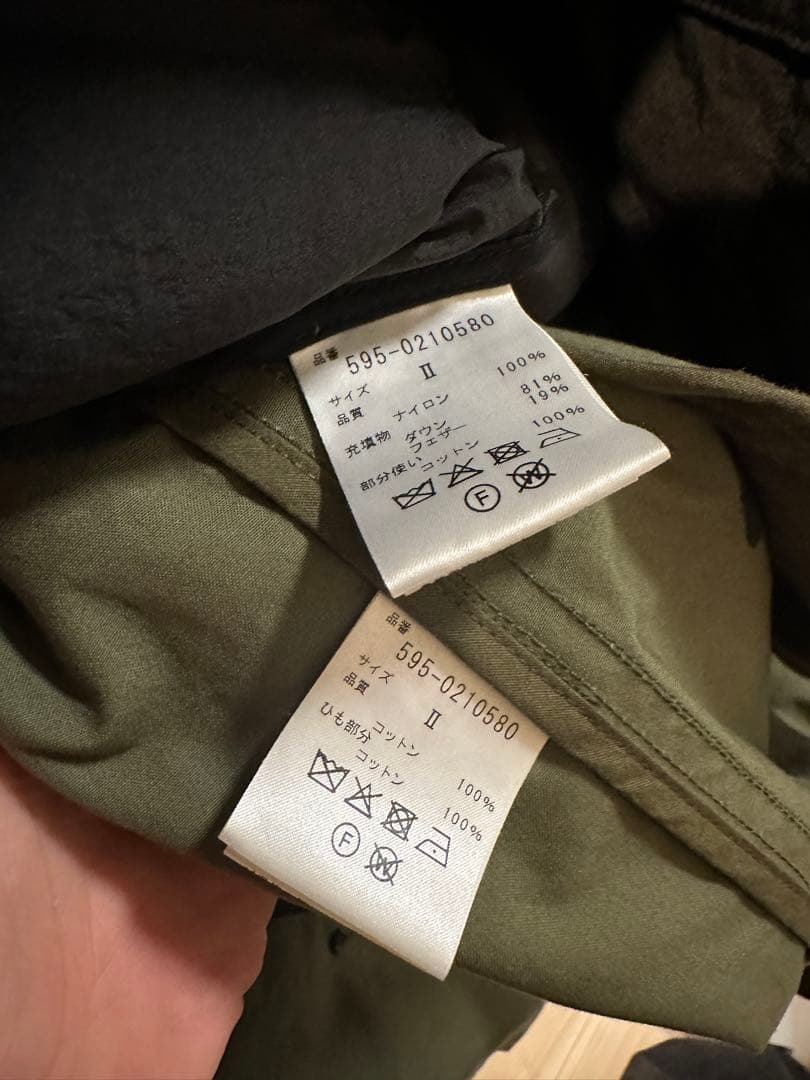 品番 595-0210580
サイズ Ⅱ
品質 ナイロン 100%
充填物 ダウン 81%
フェザー 19%
部分使い コットン 100%
F W
品番 595-0210580
サイズ Ⅱ
品質 コットン 100%
ひも部分 コットン 100%
F W